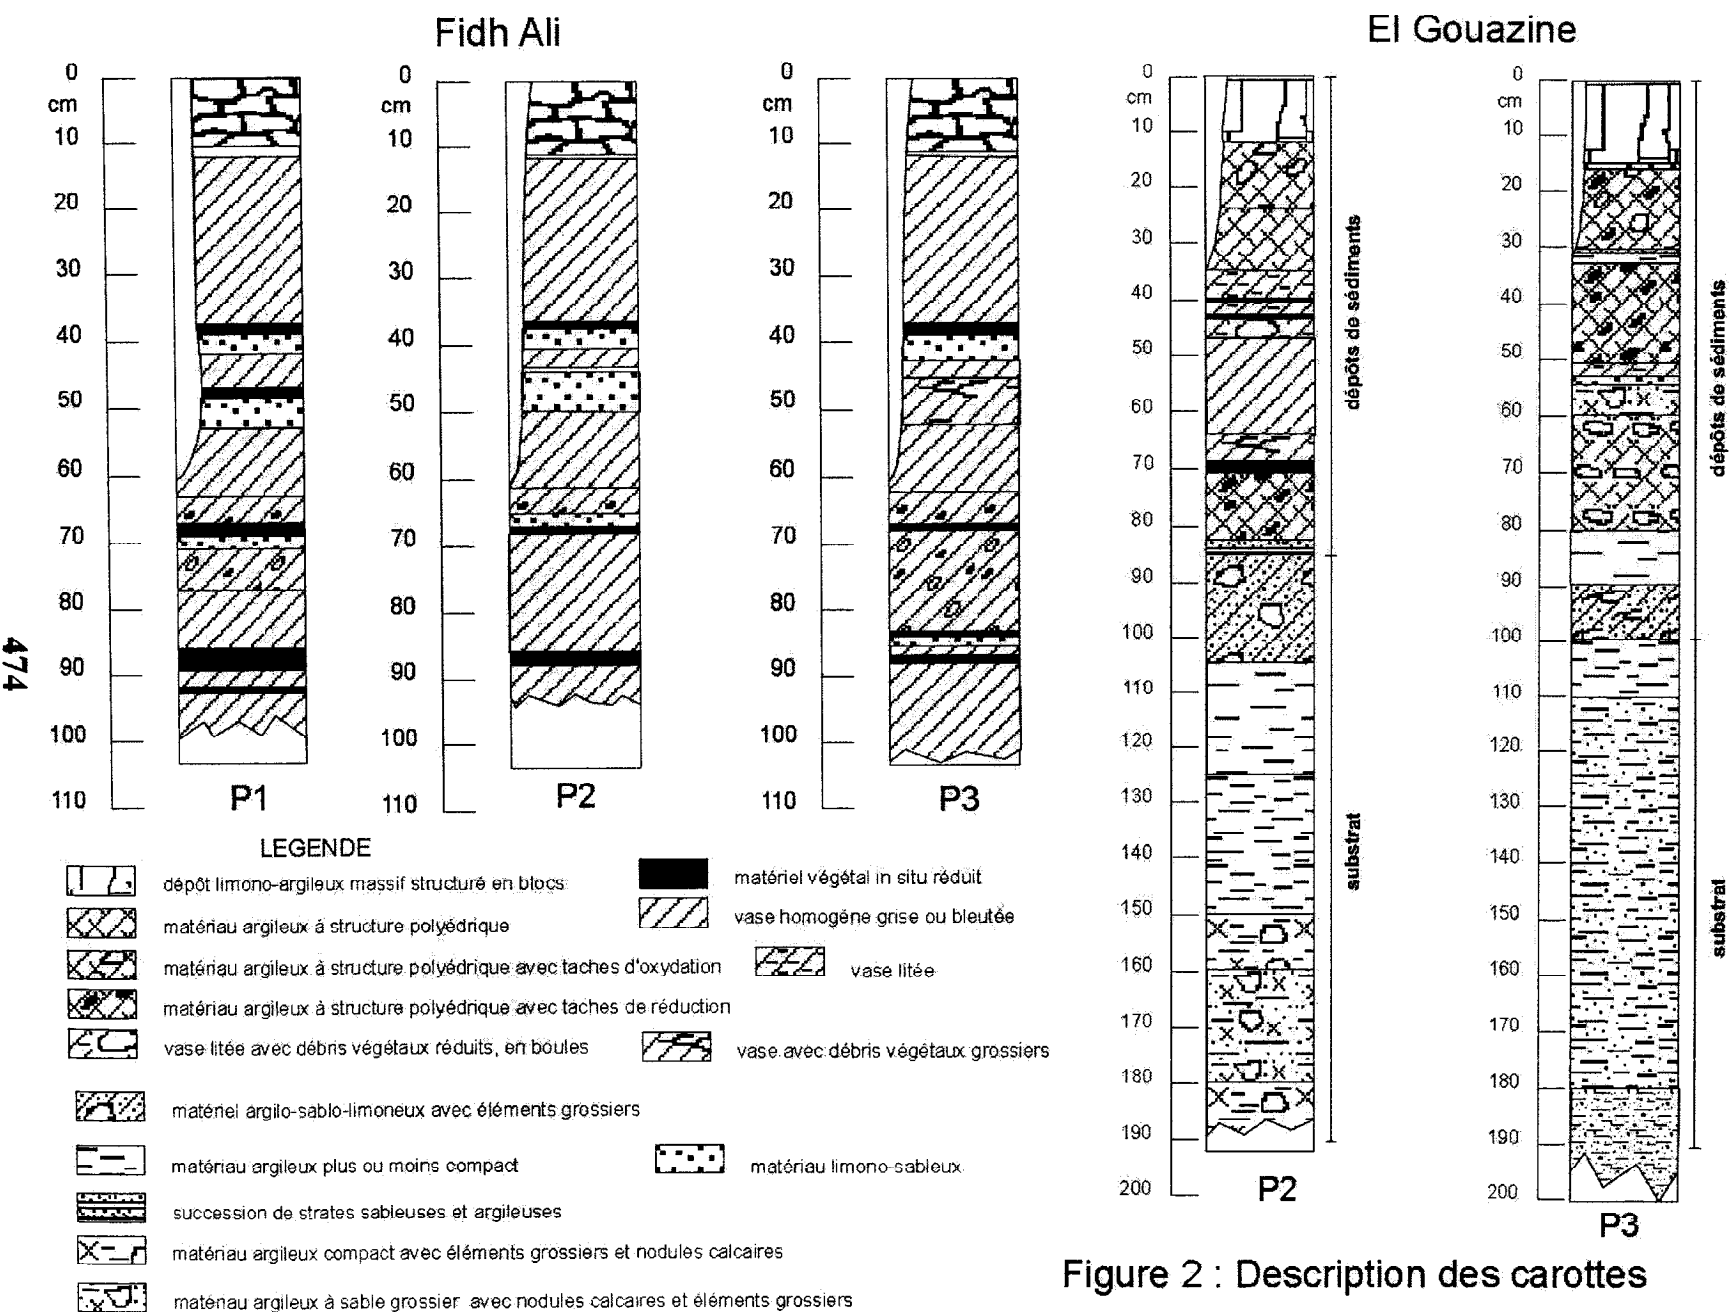 Fidh Ali
El Gouazine
0
cm
10
20
30
40
50
60
70
80
90
100
110
P1
0
cm
10
20
30
40
50
60
70
80
90
100
110
P2
0
cm
10
20
30
40
50
60
70
80
90
100
110
P3
0
cm
10
20
30
40
50
60
70
80
90
100
110
120
130
140
150
160
170
180
190
200
P2
dépôts de sédiments
substrat
0
cm
10
20
30
40
50
60
70
80
90
100
110
120
130
140
150
160
170
180
190
200
P3
dépôts de sédiments
substrat
474
LEGENDE
dépôt limono-argileux massif structuré en blocs
matériau argileux à structure polyédrique
matériau argileux à structure polyédrique avec taches d'oxydation
matériau argileux à structure polyédrique avec taches de réduction
vase litée avec débris végétaux réduits, en boules
matériel argilo-sablo-limoneux avec éléments grossiers
matériau argileux plus ou moins compact
succession de strates sableuses et argileuses
matériau argileux compact avec éléments grossiers et nodules calcaires
matériau argileux à sable grossier avec nodules calcaires et éléments grossiers
matériel végétal in situ réduit
vase homogène grise ou bleutée
vase litée
vase avec débris végétaux grossiers
matériau limono-sableux
Figure 2 : Description des carottes